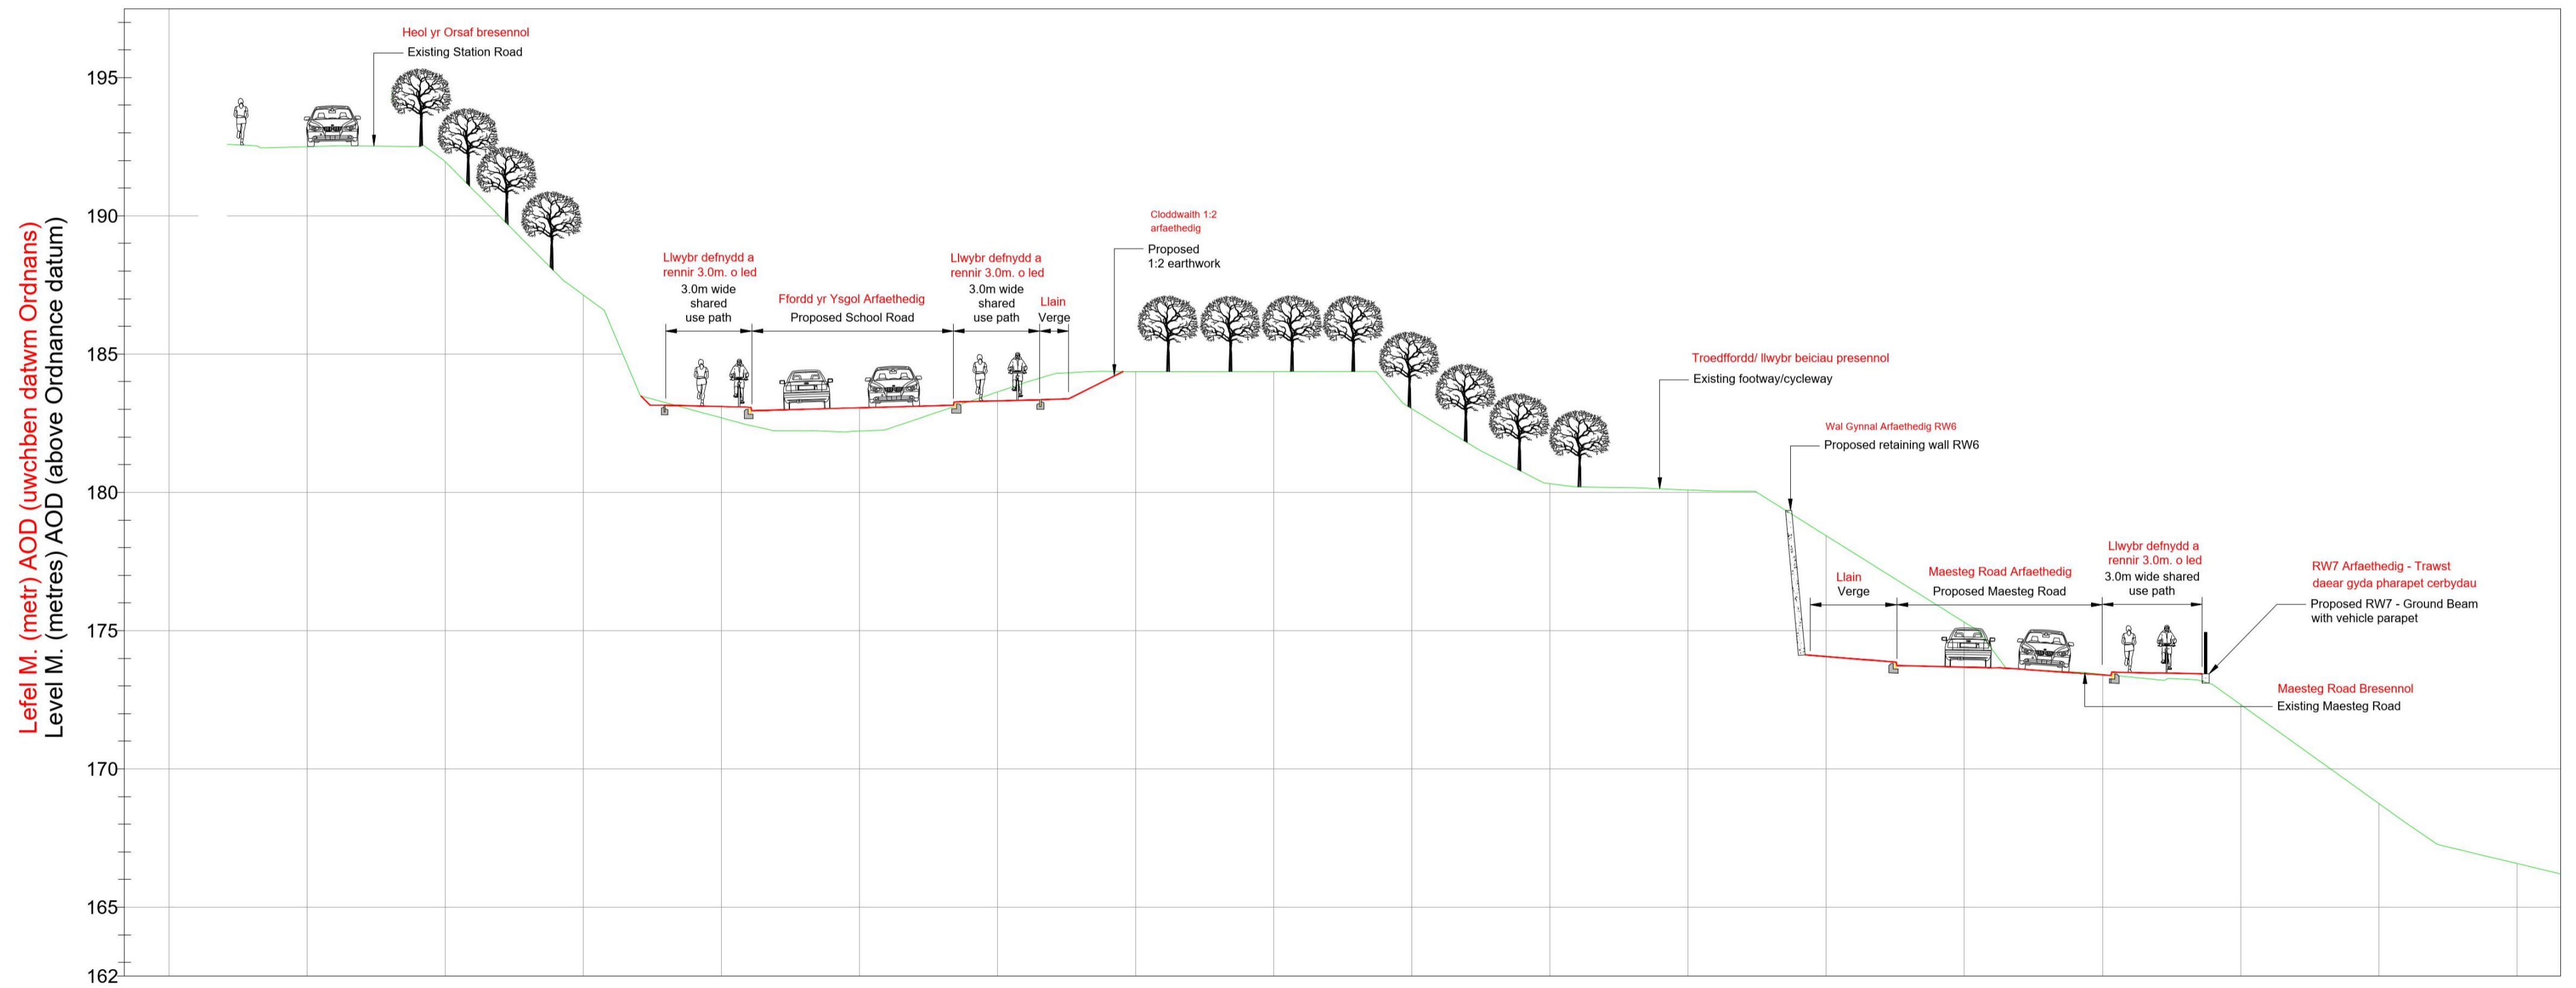 Lefel M. (metr) AOD (uwchben datwm Ordnans)
Level M. (metres) AOD (above Ordnance datum)
195
190
185
180
175
170
165
162
Heol yr Orsaf bresennol
Existing Station Road
Llwybr defnydd a
rennir 3.0m. o led
3.0m wide
shared
use path
Ffordd yr Ysgol Arfaethedig
Proposed School Road
Llwybr defnydd a
rennir 3.0m. o led
3.0m wide
shared
use path
Llain
Verge
Cloddwaith 1:2
arfaethedig
Proposed
1:2 earthwork
Troedffordd/ llwybr beiciau presennol
Existing footway/cycleway
Wal Gynnal Arfaethedig RW6
Proposed retaining wall RW6
Llain
Verge
Maesteg Road Arfaethedig
Proposed Maesteg Road
Llwybr defnydd a
rennir 3.0m. o led
3.0m wide shared
use path
RW7 Arfaethedig - Trawst
daear gyda pharapet cerbydau
Proposed RW7 - Ground Beam
with vehicle parapet
Maesteg Road Bresennol
Existing Maesteg Road